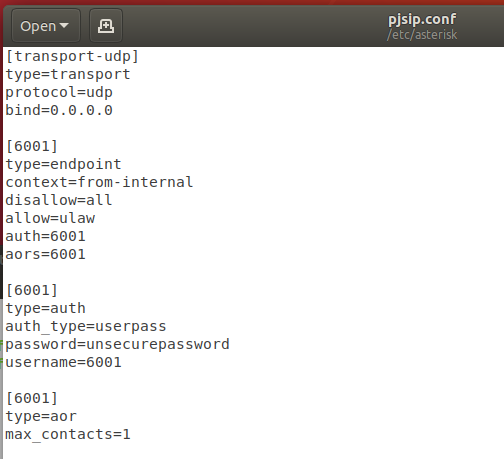 Open
pjsip.conf
/etc/asterisk
[transport-udp]
type=transport
protocol=udp
bind=0.0.0.0
[6001]
type=endpoint
context=from-internal
disallow=all
allow=ulaw
auth=6001
aors=6001
[6001]
type=auth
auth_type=userpass
password=unsecurepassword
username=6001
[6001]
type=aor
max_contacts=1